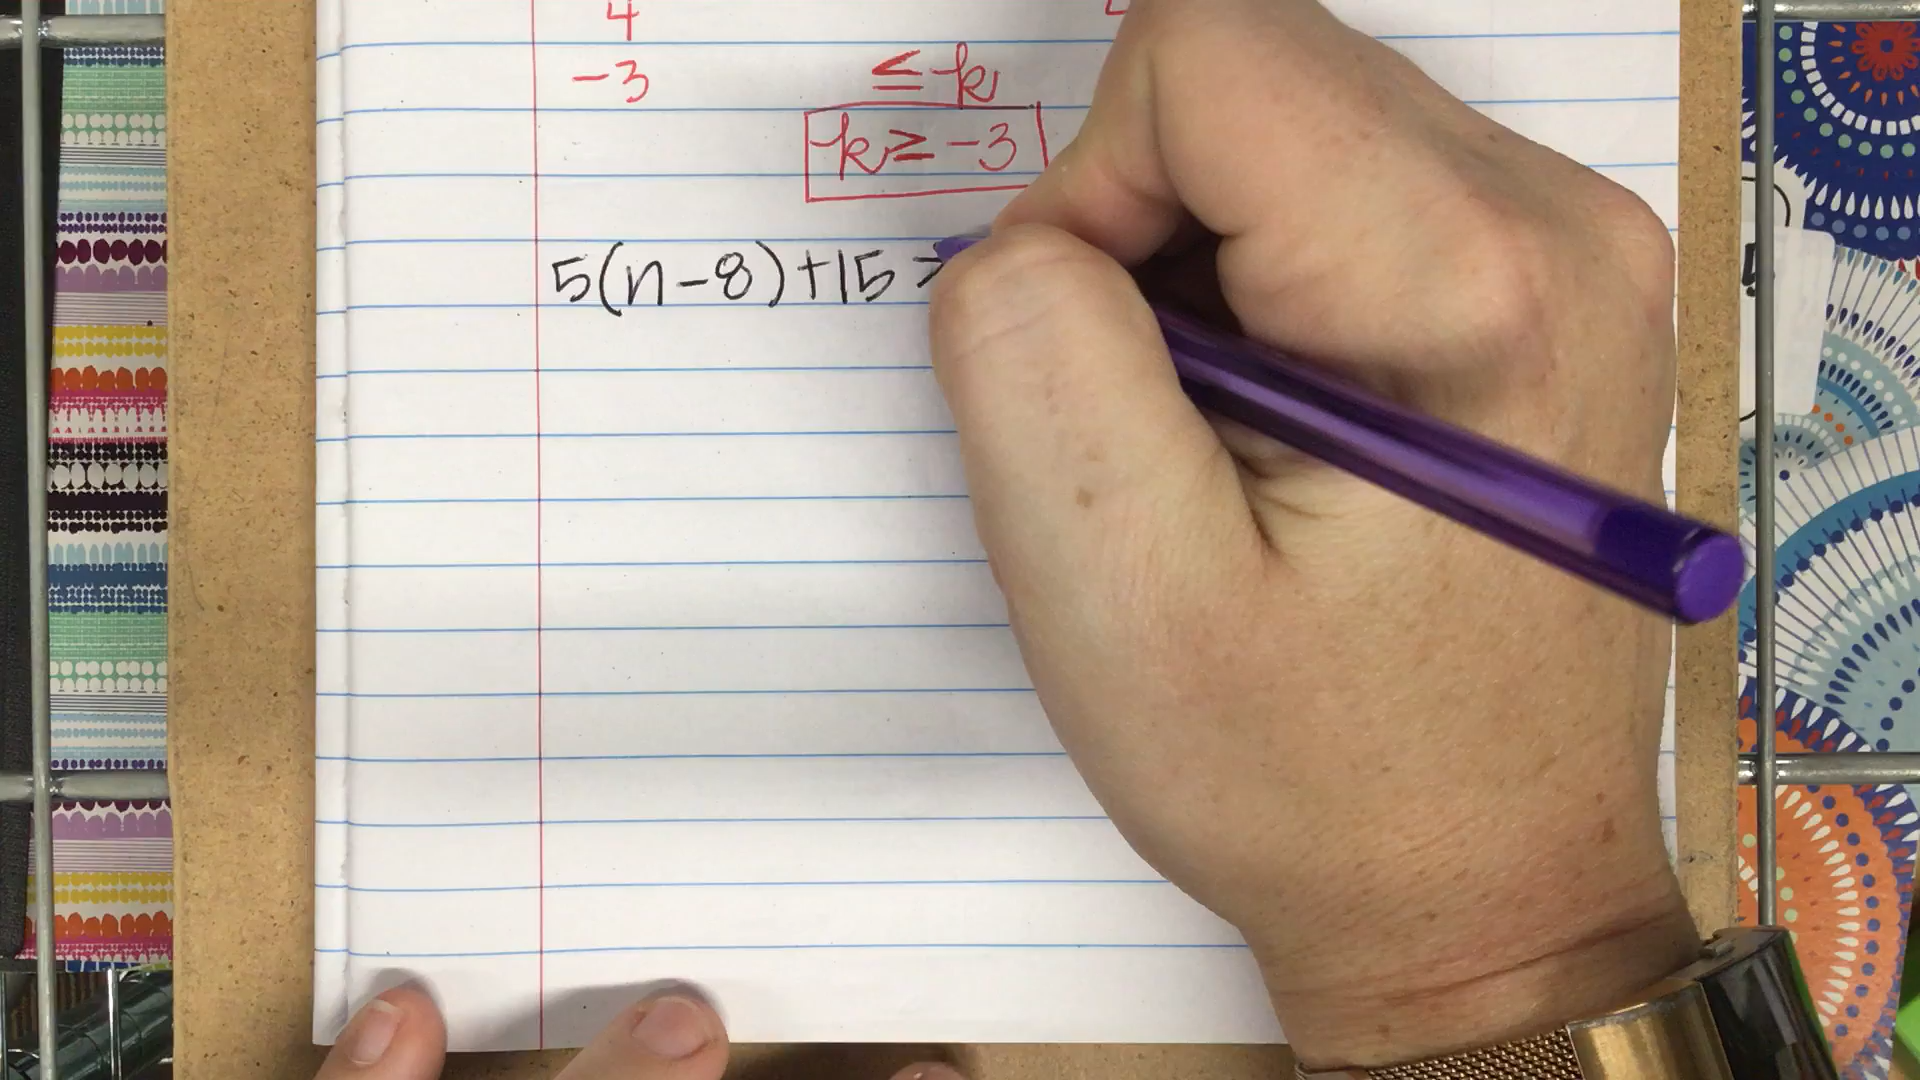 4
-3 ≤ k
k ≥ -3
5(n-8)+15 >